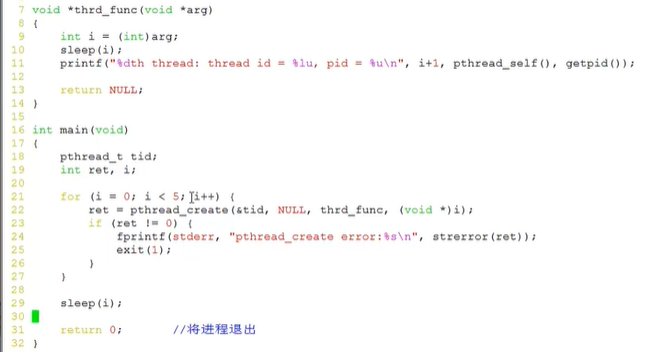 7 void *thrd_func(void *arg)
8 {
9     int i = (int)arg;
10     sleep(i);
11     printf("%dth thread: thread id = %lu, pid = %u\n", i+1, pthread_self(), getpid());
12
13     return NULL;
14 }
15
16 int main(void)
17 {
18     pthread_t tid;
19     int ret, i;
20
21     for (i = 0; i < 5; i++) {
22         ret = pthread_create(&tid, NULL, thrd_func, (void *)i);
23         if (ret != 0) {
24             fprintf(stderr, "pthread_create error:%s\n", strerror(ret));
25             exit(1);
26         }
27     }
28
29     sleep(i);
30
31     return 0;       //将进程退出
32 }